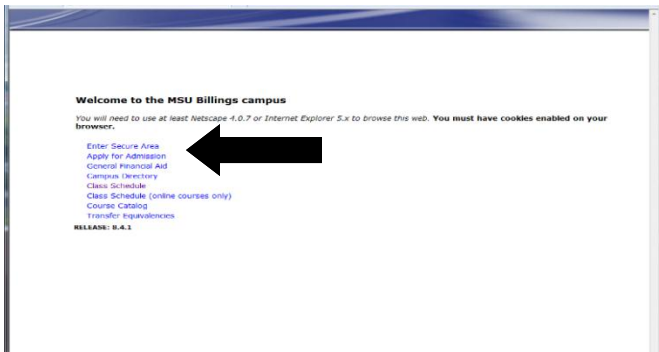 Welcome to the MSU Billings campus
You will need to use at least Netscape 4.0.7 or Internet Explorer 5.x to browse this web. You must have cookies enabled on your
browser.
Enter Secure Area
Apply for Admission
General Financial Aid
Campus Directory
Class Schedule
Class Schedule (online courses only)
Course Catalog
Transfer Equivalencies
RELEASE: 8.4.1